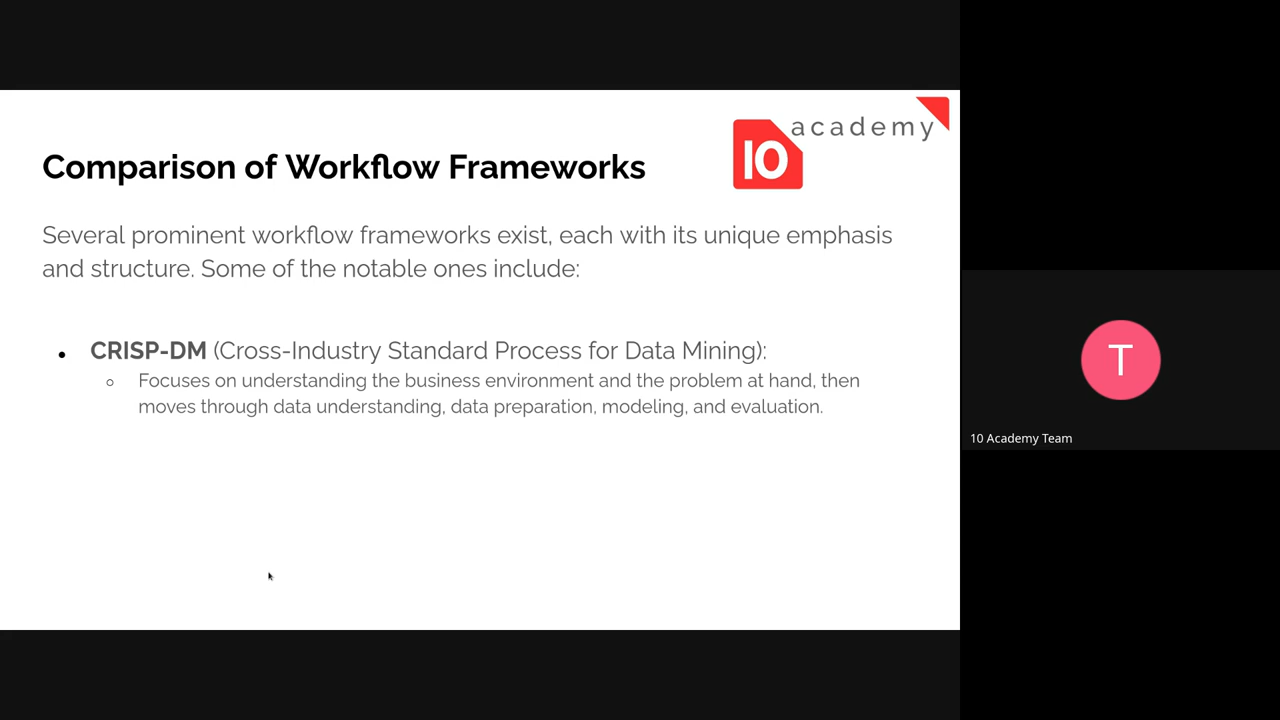 academy
10
Comparison of Workflow Frameworks
Several prominent workflow frameworks exist, each with its unique emphasis
and structure. Some of the notable ones include:
• CRISP-DM (Cross-Industry Standard Process for Data Mining):
○ Focuses on understanding the business environment and the problem at hand, then
moves through data understanding, data preparation, modeling, and evaluation.
T
10 Academy Team